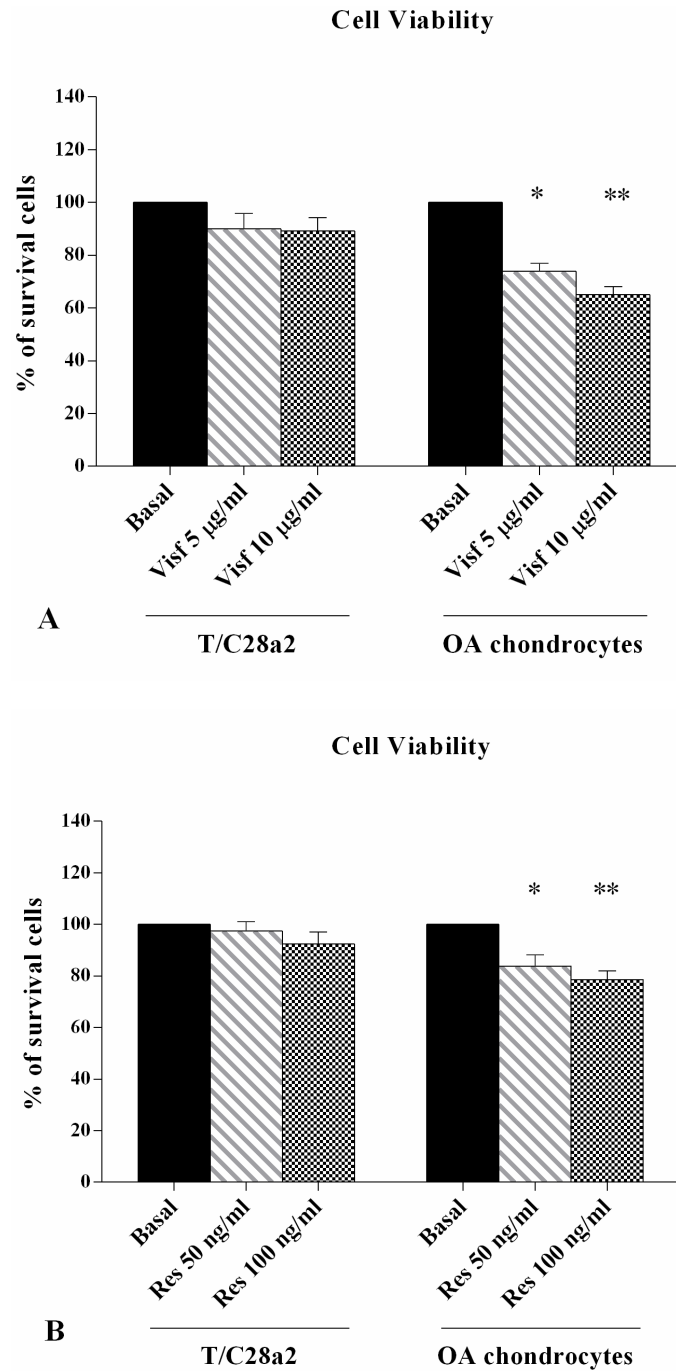 Cell Viability
140
120
100
80
60
40
20
0
% of survival cells
*
**
Basal
Visf 5 µg/ml
Visf 10 µg/ml
Basal
Visf 5 µg/ml
Visf 10 µg/ml
A
T/C28a2
OA chondrocytes
Cell Viability
140
120
100
80
60
40
20
0
% of survival cells
*
**
Basal
Res 50 ng/ml
Res 100 ng/ml
Basal
Res 50 ng/ml
Res 100 ng/ml
B
T/C28a2
OA chondrocytes